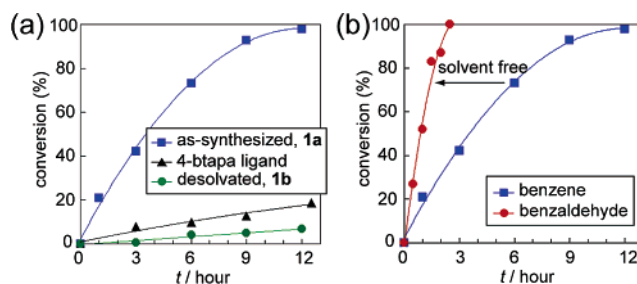 (a)
conversion (%)
100
80
60
40
20
0
as-synthesized, 1a
4-btapa ligand
desolvated, 1b
0 3 6 9 12
t / hour
(b)
conversion (%)
100
80
60
40
20
0
solvent free
benzene
benzaldehyde
0 3 6 9 12
t / hour